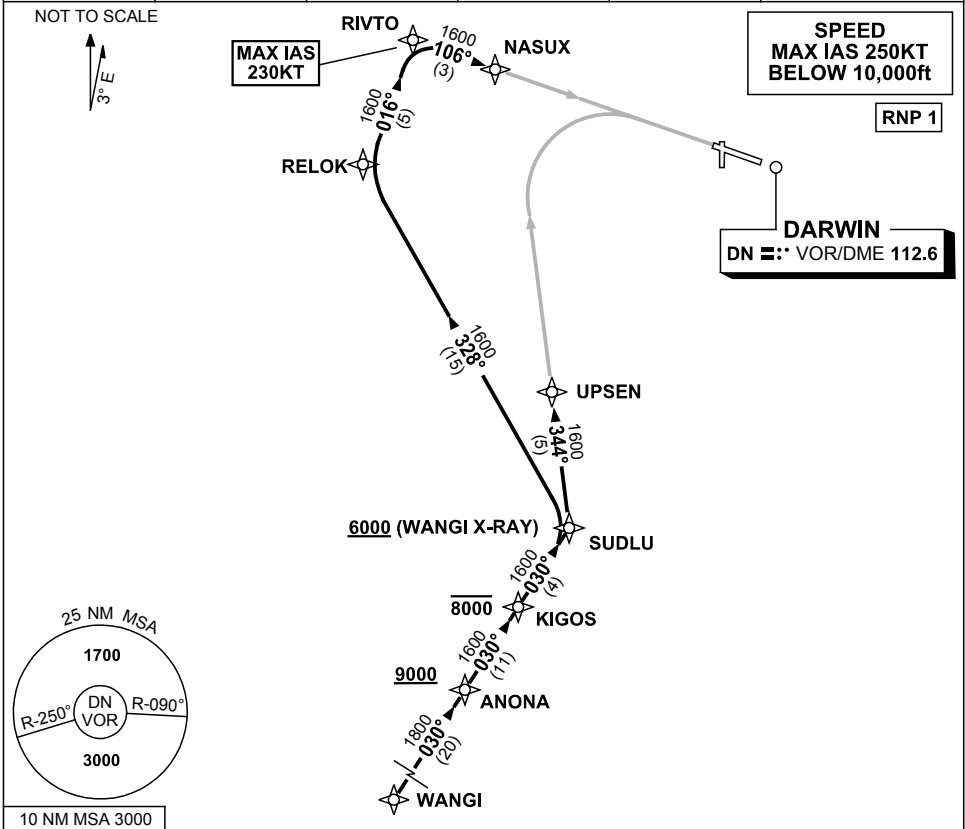 NOT TO SCALE
3° E
RIVTO
MAX IAS
230KT
1600
106°
(3)
NASUX
SPEED
MAX IAS 250KT
BELOW 10,000ft
RNP 1
1600
016°
(5)
RELOK
DARWIN
DN VOR/DME 112.6
1600
328°
(15)
UPSEN
1600
344°
(5)
6000 (WANGI X-RAY)
SUDLU
1600
030°
(4)
8000
KIGOS
1600
030°
(11)
9000
ANONA
1800
030°
(20)
WANGI
25 NM MSA
1700
DN
VOR
R-250°
R-090°
3000
10 NM MSA 3000